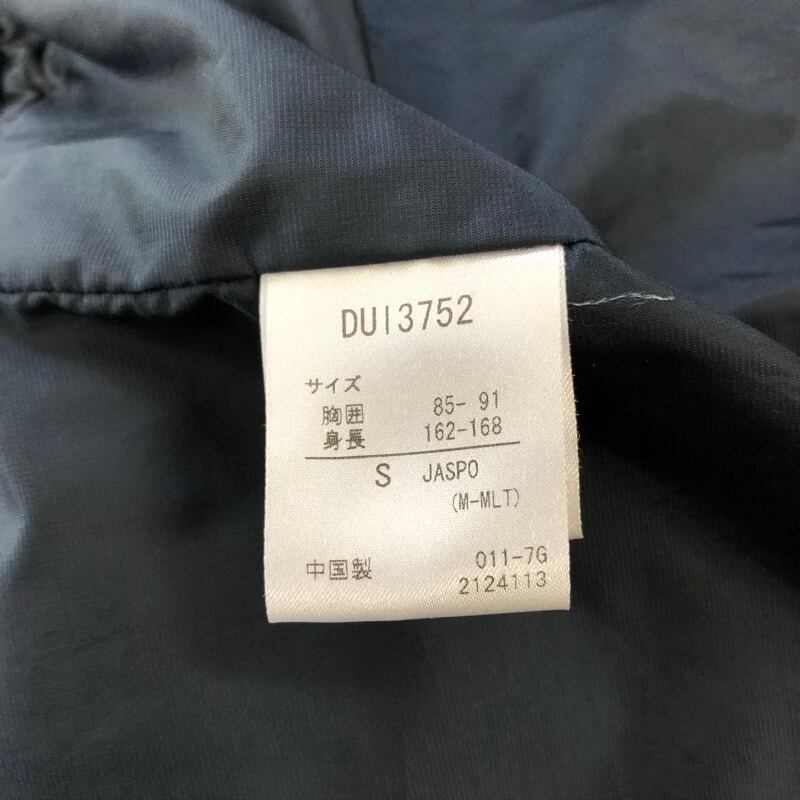 DUI3752
サイズ
胸囲 85- 91
身長 162-168
S JASPO
(M-MLT)
中国製 011-7G
2124113